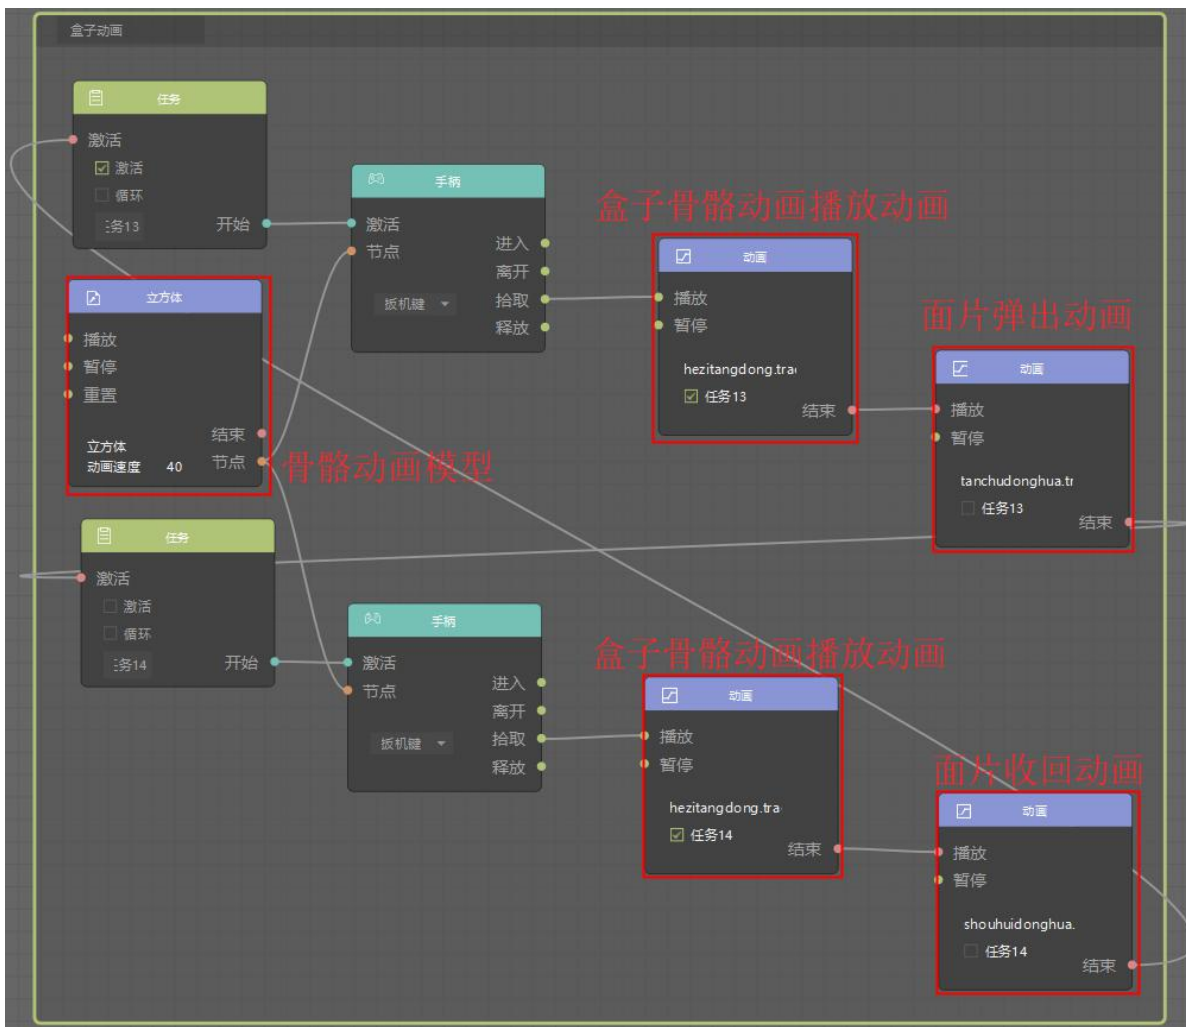 盒子动画
任务
激活
激活
循环
务13
开始
手柄
激活
节点
进入
离开
扳机键
拾取
释放
盒子骨骼动画播放动画
动画
播放
暂停
hezitangdong.tra
任务13
结束
面片弹出动画
动画
播放
暂停
tanchudonghua.tr
任务13
结束
立方体
播放
暂停
重置
结束
立方体
动画速度 40
节点
骨骼动画模型
任务
激活
激活
循环
务14
开始
手柄
激活
节点
进入
离开
扳机键
拾取
释放
盒子骨骼动画播放动画
动画
播放
暂停
hezitangdong.tra
任务14
结束
面片收回动画
动画
播放
暂停
shouhuidonghua.
任务14
结束